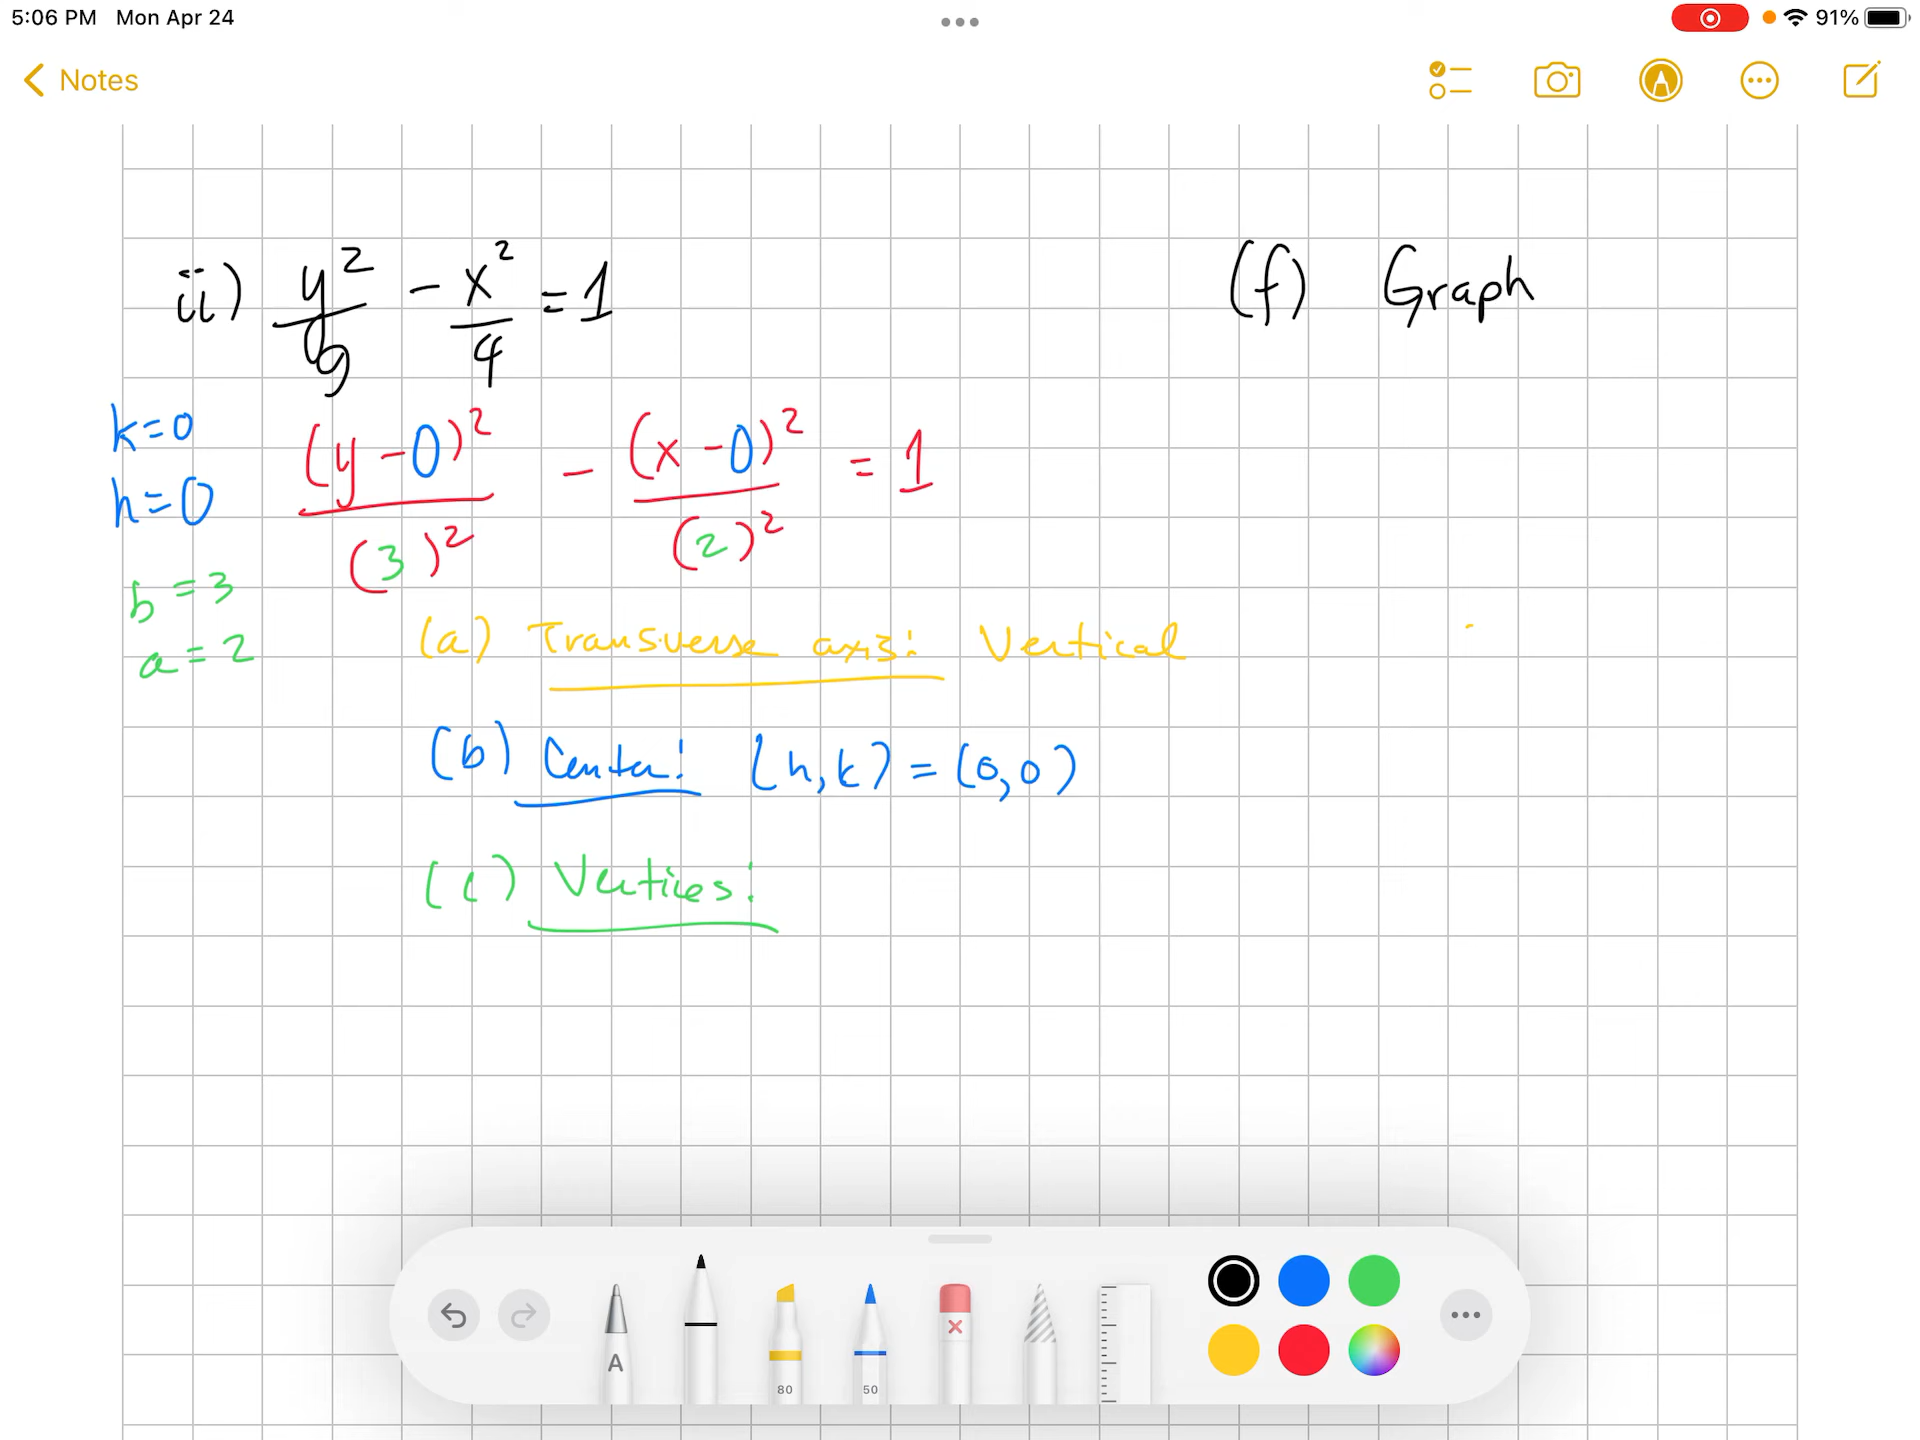 5:06 PM Mon Apr 24
91%
Notes
ii) y²/9 - x²/4 = 1
(f) Graph
k=0
h=0
(y-0)²/(3)² - (x-0)²/(2)² = 1
b=3
a=2
(a) Transverse axis: Vertical
(b) Center: (h,k) = (0,0)
(c) Vertices:
A
80
50